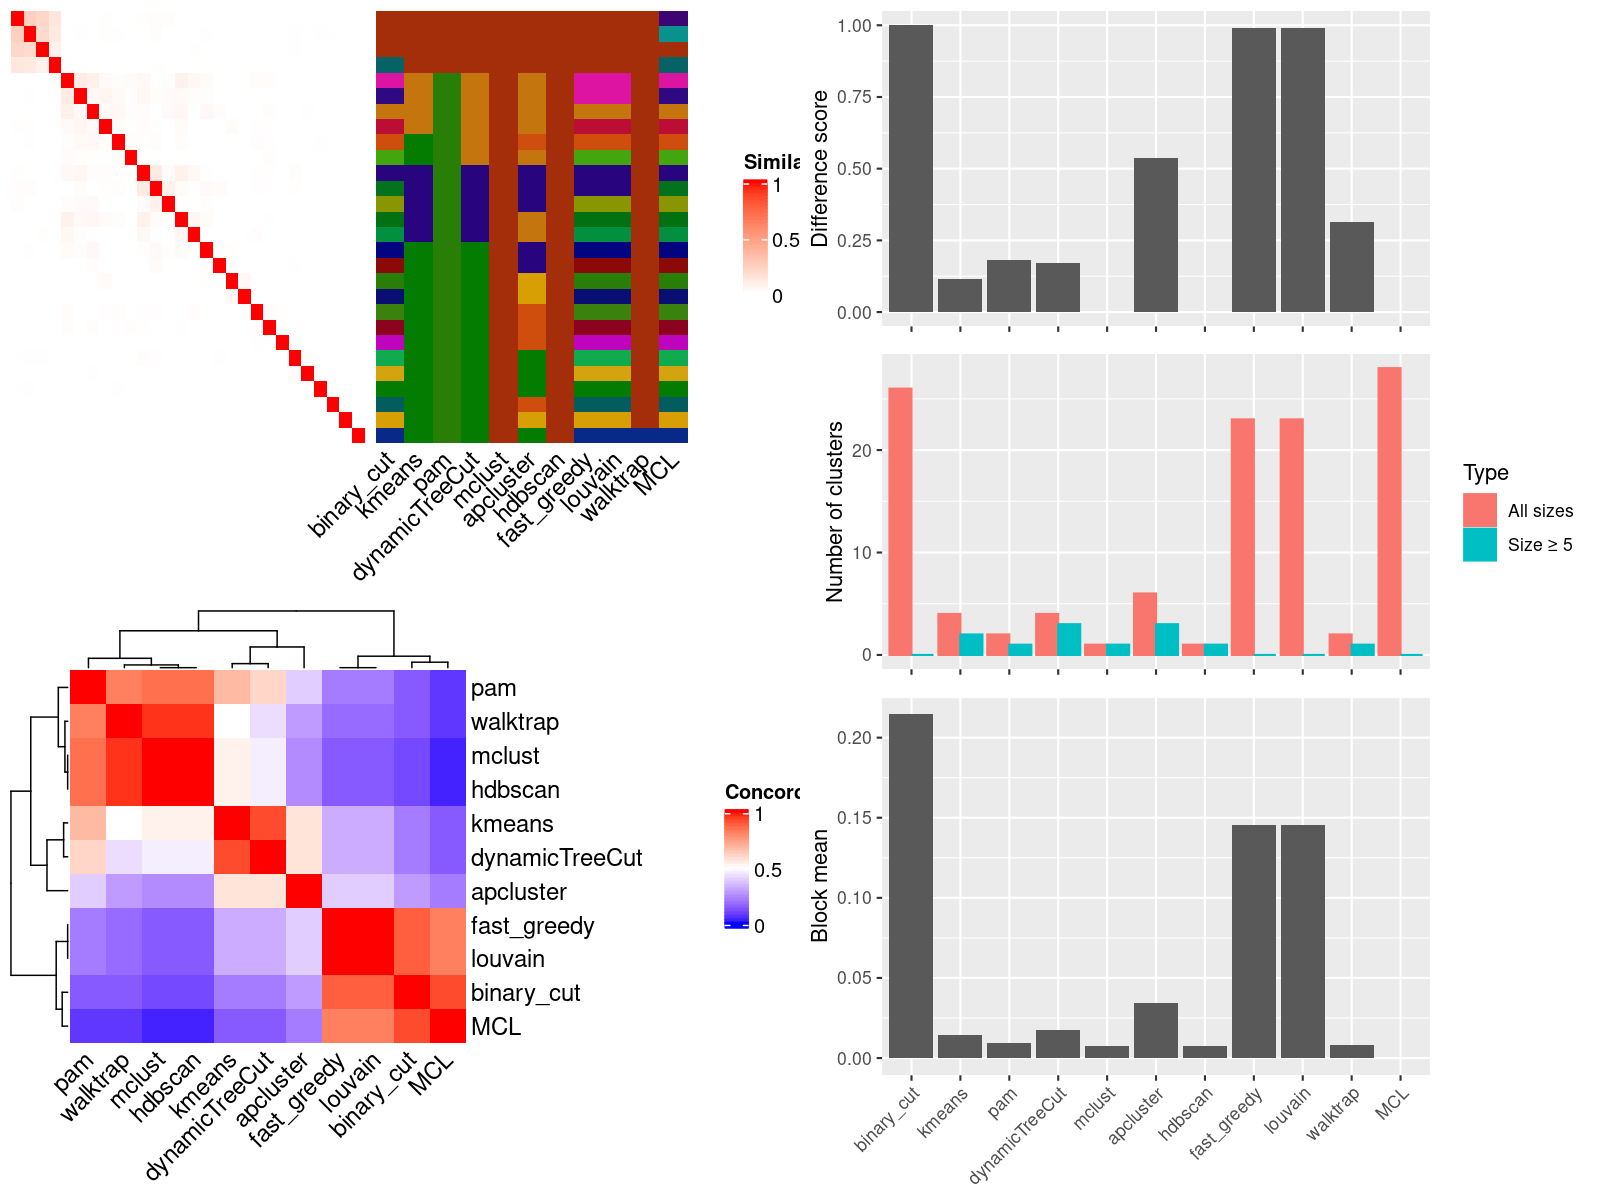 Simila
1
0.5
0
binary_cut
kmeans
pam
dynamicTreeCut
mclust
apcluster
hdbscan
fast_greedy
louvain
walktrap
MCL
pam
walktrap
mclust
hdbscan
kmeans
dynamicTreeCut
apcluster
fast_greedy
louvain
binary_cut
MCL
pam
walktrap
mclust
hdbscan
kmeans
dynamicTreeCut
apcluster
fast_greedy
louvain
binary_cut
MCL
Concord
1
0.5
0
Difference score
1.00
0.75
0.50
0.25
0.00
Number of clusters
20
10
0
Type
All sizes
Size ≥ 5
Block mean
0.20
0.15
0.10
0.05
0.00
binary_cut
kmeans
pam
dynamicTreeCut
mclust
apcluster
hdbscan
fast_greedy
louvain
walktrap
MCL